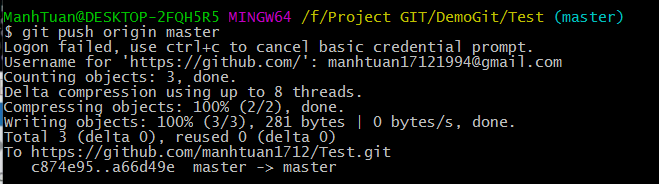 ManhTuan@DESKTOP-2FQH5R5 MINGW64 /f/Project GIT/DemoGit/Test (master)
$ git push origin master
Logon failed, use ctrl+c to cancel basic credential prompt.
Username for 'https://github.com/': manhtuan17121994@gmail.com
Counting objects: 3, done.
Delta compression using up to 8 threads.
Compressing objects: 100% (2/2), done.
Writing objects: 100% (3/3), 281 bytes | 0 bytes/s, done.
Total 3 (delta 0), reused 0 (delta 0)
To https://github.com/manhtuan1712/Test.git
   c874e95..a66d49e  master -> master